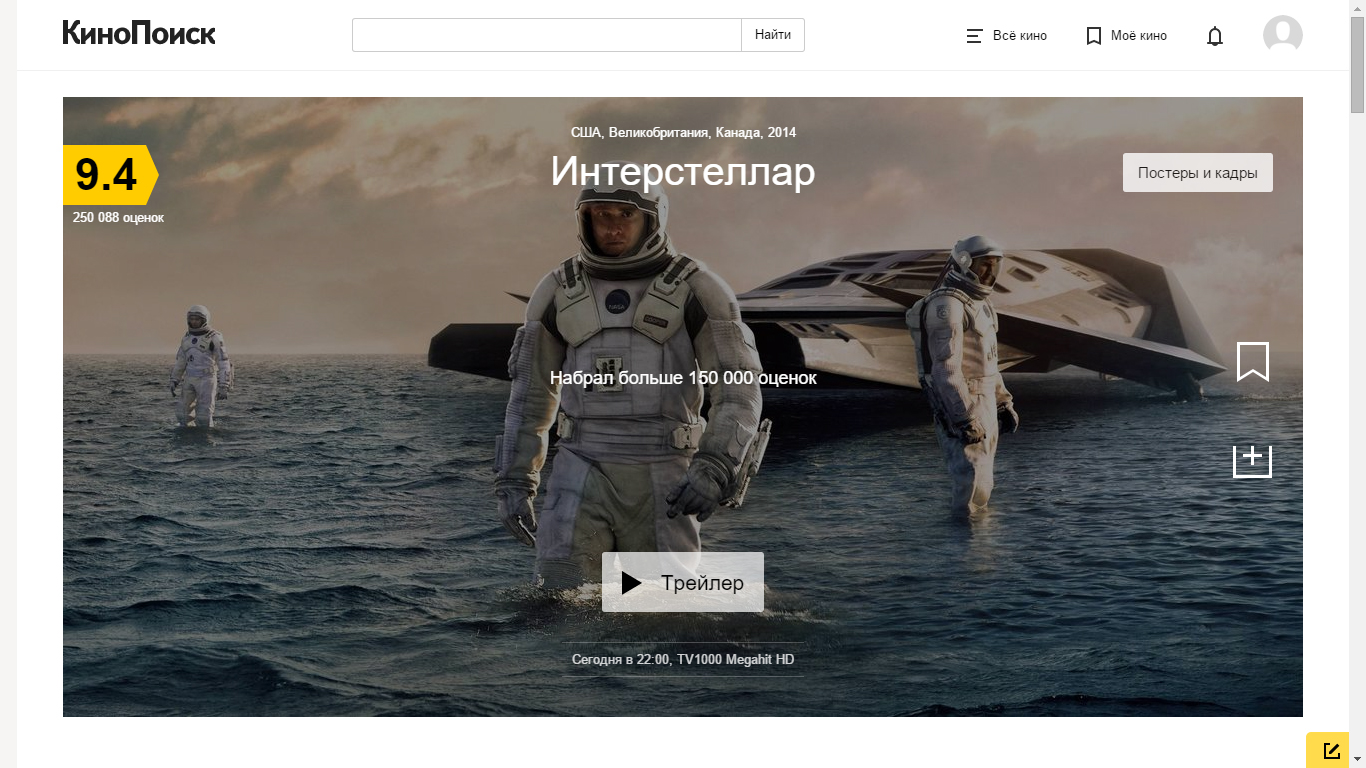 КиноПоиск
Найти
Всё кино
Моё кино
США, Великобритания, Канада, 2014
Интерстеллар
9.4
250 088 оценок
Постеры и кадры
NASA
Набрал больше 150 000 оценок
Трейлер
Сегодня в 22:00, TV1000 Megahit HD